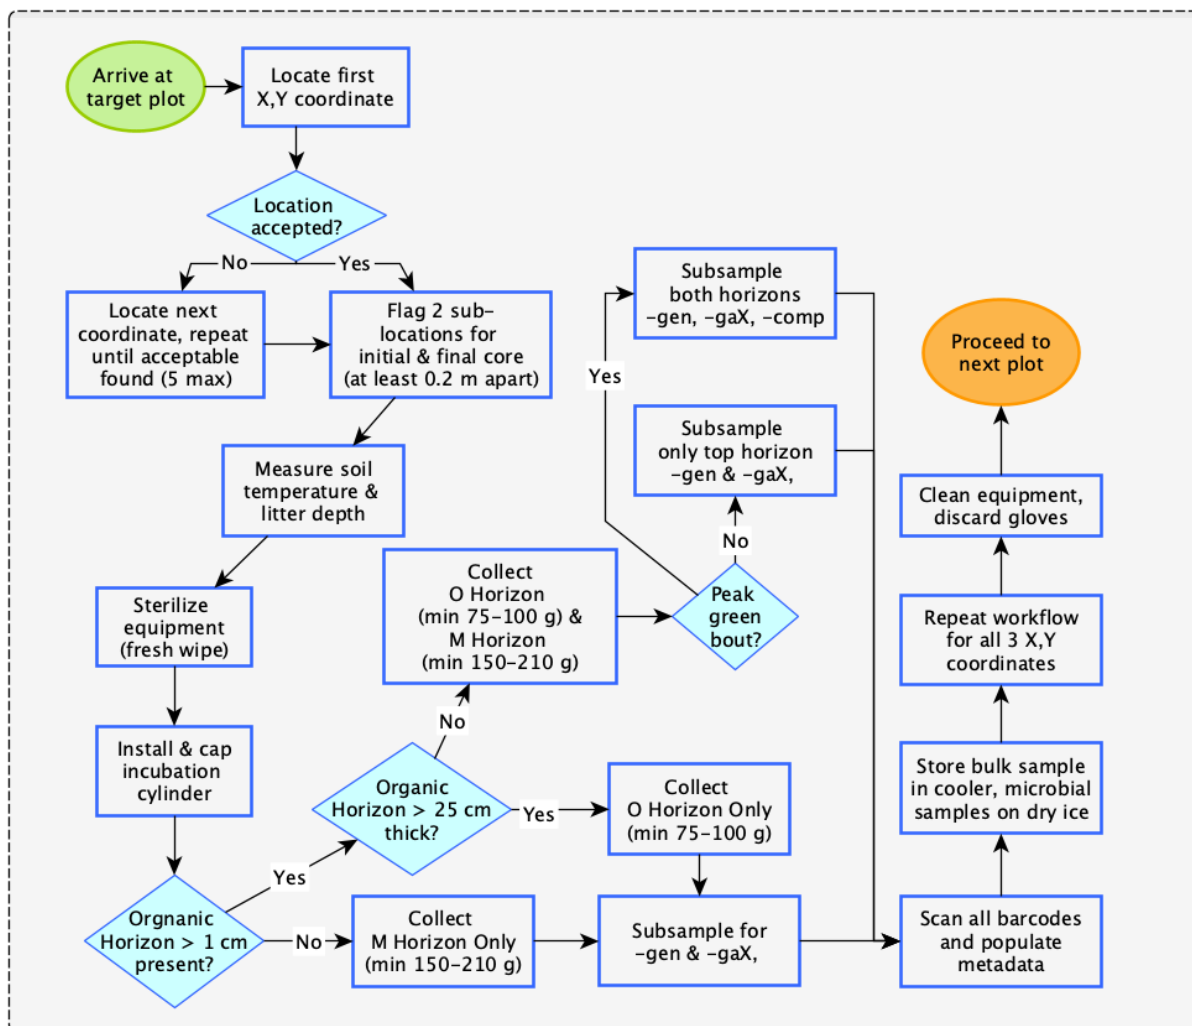 Arrive at
target plot
Locate first
X,Y coordinate
Location
accepted?
No
Yes
Locate next
coordinate, repeat
until acceptable
found (5 max)
Flag 2 sub-
locations for
initial & final core
(at least 0.2 m apart)
Measure soil
temperature &
litter depth
Sterilize
equipment
(fresh wipe)
Install & cap
incubation
cylinder
Orgnanic
Horizon > 1 cm
present?
Yes
No
Organic
Horizon > 25 cm
thick?
No
Yes
Collect
M Horizon Only
(min 150-210 g)
Collect
O Horizon
(min 75-100 g) &
M Horizon
(min 150-210 g)
Collect
O Horizon Only
(min 75-100 g)
Subsample for
-gen & -gaX,
Peak
green
bout?
No
Yes
Subsample
only top horizon
-gen & -gaX,
Subsample
both horizons
-gen, -gaX, -comp
Scan all barcodes
and populate
metadata
Store bulk sample
in cooler, microbial
samples on dry ice
Repeat workflow
for all 3 X,Y
coordinates
Clean equipment,
discard gloves
Proceed to
next plot